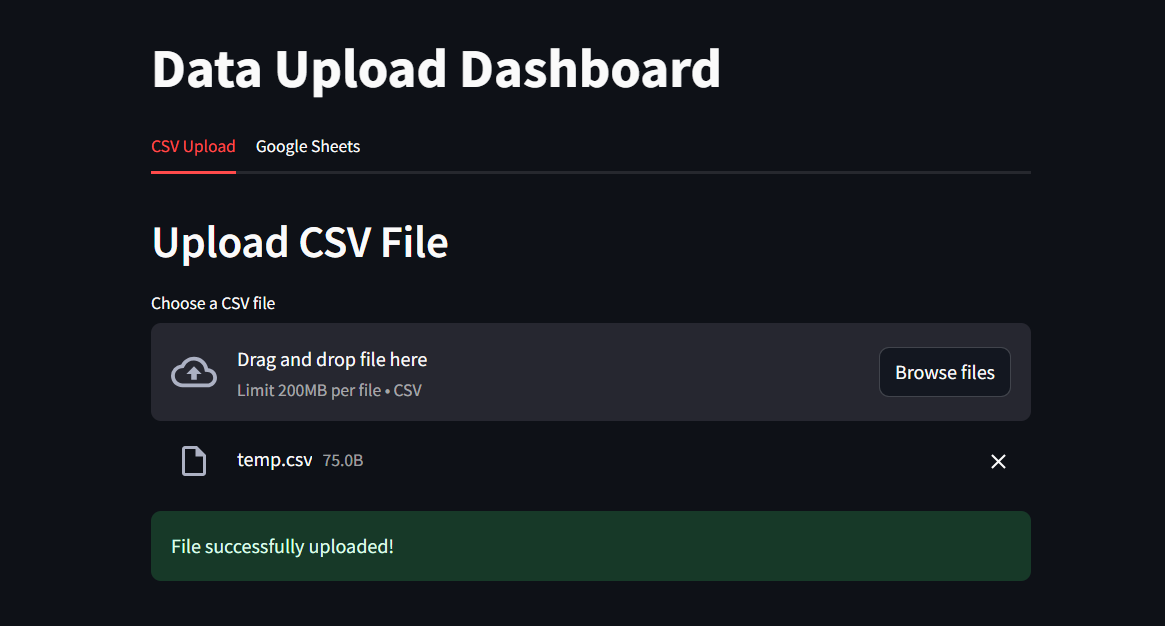 Data Upload Dashboard
CSV Upload Google Sheets
Upload CSV File
Choose a CSV file
Drag and drop file here
Limit 200MB per file • CSV
Browse files
temp.csv 75.0B
File successfully uploaded!